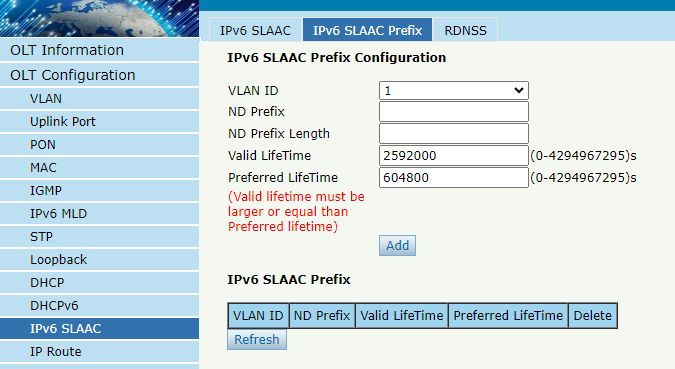 IPv6 SLAAC IPv6 SLAAC Prefix RDNSS
OLT Information
OLT Configuration
VLAN
Uplink Port
PON
MAC
IGMP
IPv6 MLD
STP
Loopback
DHCP
DHCPv6
IPv6 SLAAC
IP Route
IPv6 SLAAC Prefix Configuration
VLAN ID 1
ND Prefix
ND Prefix Length
Valid LifeTime 2592000 (0-4294967295)s
Preferred LifeTime 604800 (0-4294967295)s
(Valid lifetime must be
larger or equal than
Preferred lifetime)
Add
IPv6 SLAAC Prefix
VLAN ID ND Prefix Valid LifeTime Preferred LifeTime Delete
Refresh